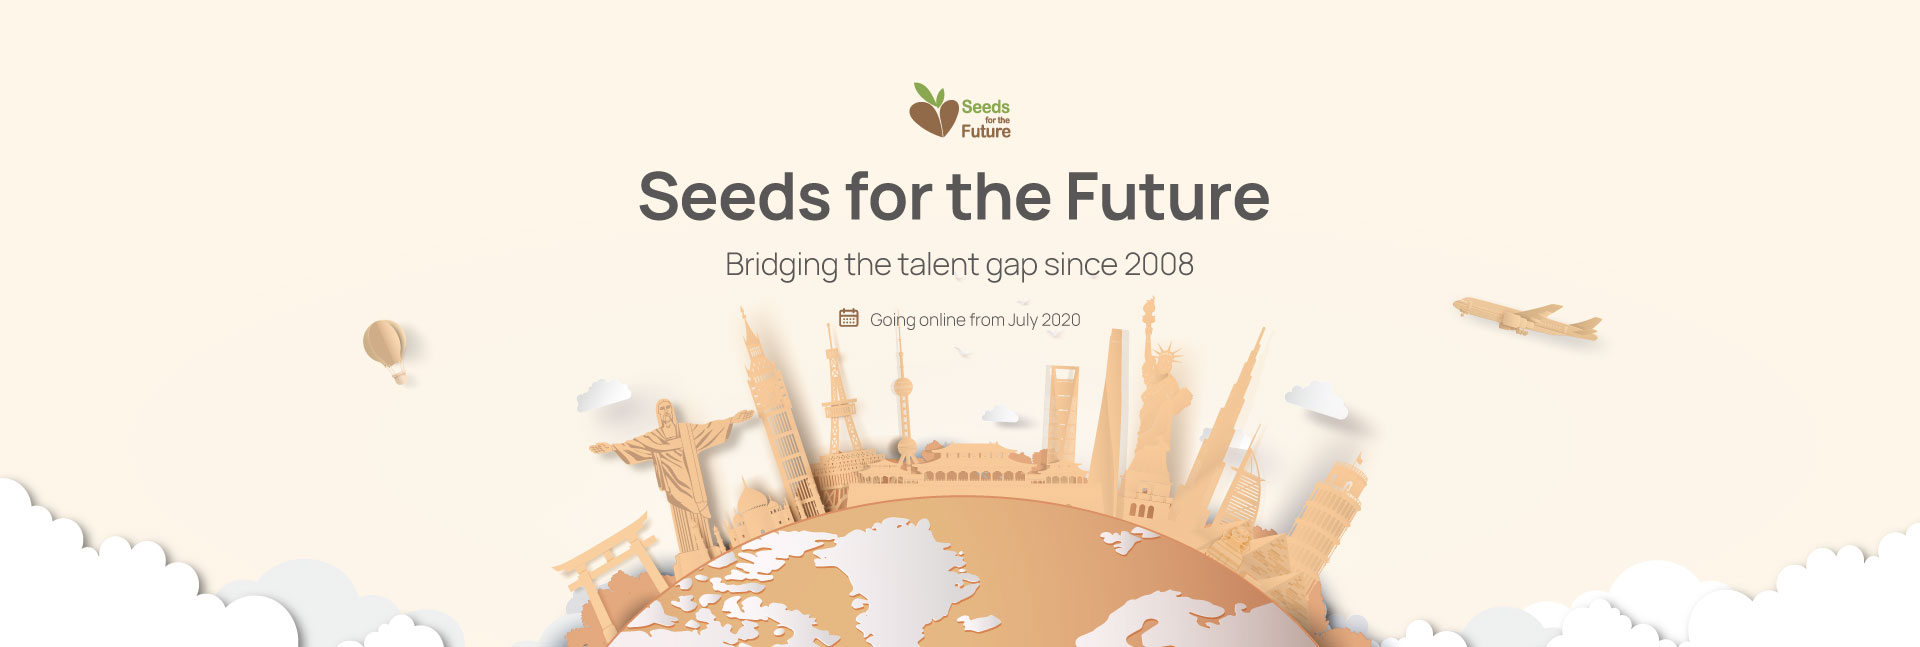 Seeds
for the
Future
Seeds for the Future
Bridging the talent gap since 2008
Going online from July 2020